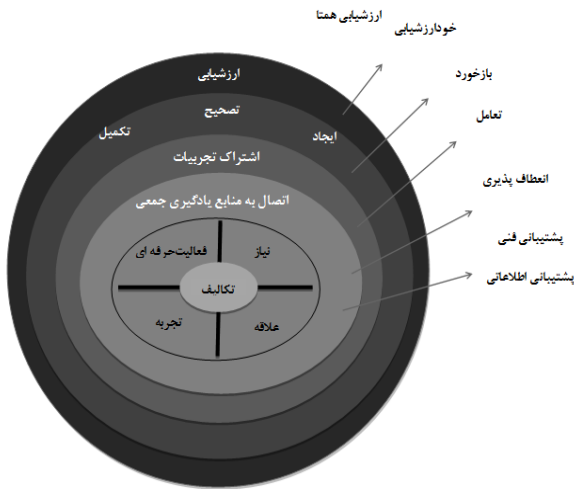 ارزشیابی همتا
خودارزشیابی
ارزشیابی
بازخورد
تصحیح
تکمیل
ایجاد
تعامل
اشتراک تجربیات
انعطاف پذیری
اتصال به منابع یادگیری جمعی
پشتیبانی فنی
نیاز
فعالیت‌حرفه ای
پشتیبانی اطلاعاتی
تکالیف
علاقه
تجربه